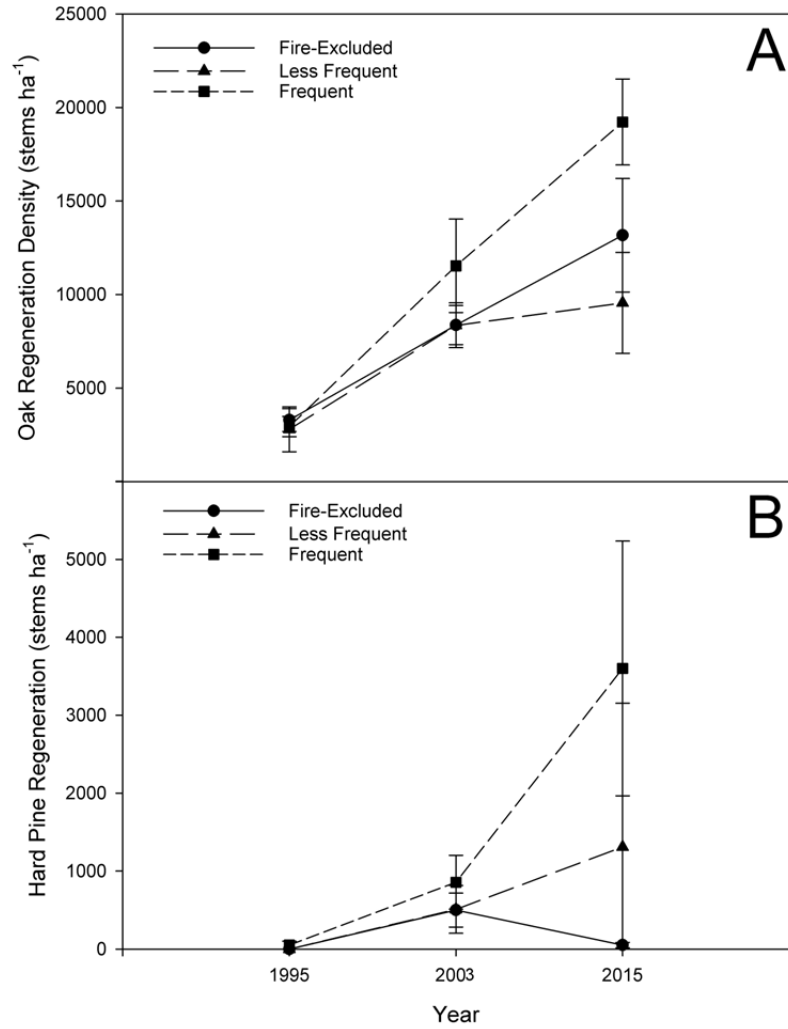 25000
A
Fire-Excluded
Less Frequent
Frequent
20000
15000
10000
5000
Oak Regeneration Density (stems ha⁻¹)
B
Fire-Excluded
Less Frequent
Frequent
5000
4000
3000
2000
1000
0
Hard Pine Regeneration (stems ha⁻¹)
1995 2003 2015
Year